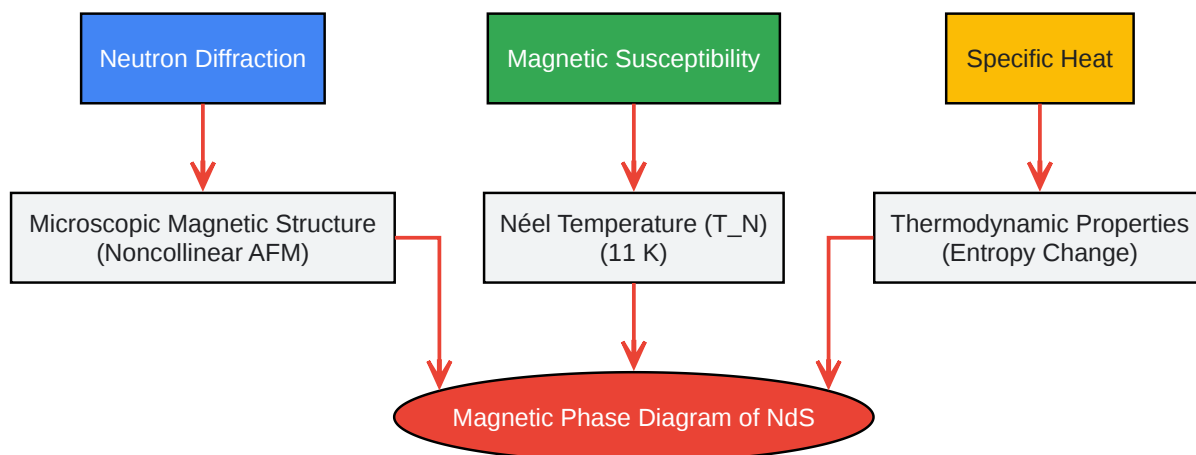 Neutron Diffraction
Magnetic Susceptibility
Specific Heat
Microscopic Magnetic Structure
(Noncollinear AFM)
Néel Temperature (T_N)
(11 K)
Thermodynamic Properties
(Entropy Change)
Magnetic Phase Diagram of NdS